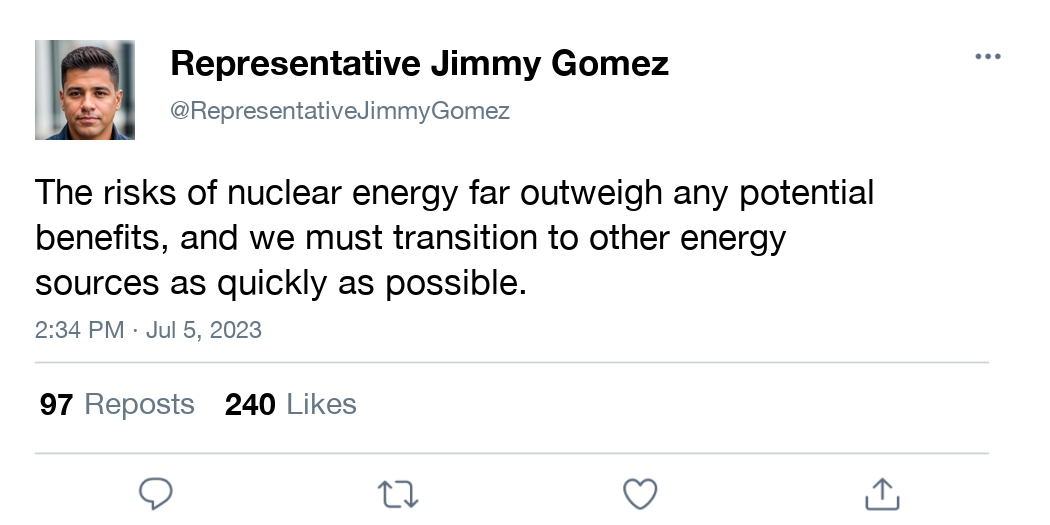 Representative Jimmy Gomez
@RepresentativeJimmyGomez
The risks of nuclear energy far outweigh any potential
benefits, and we must transition to other energy
sources as quickly as possible.
2:34 PM · Jul 5, 2023
97 Reposts 240 Likes